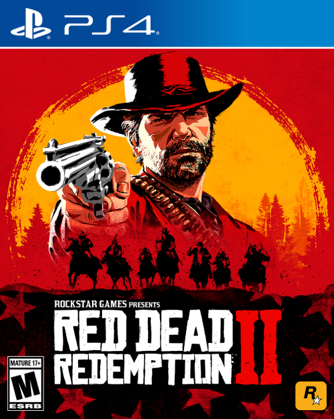 PS4
ROCKSTAR GAMES PRESENTS
RED DEAD
REDEMPTION II
MATURE 17+
M
ESRB
R